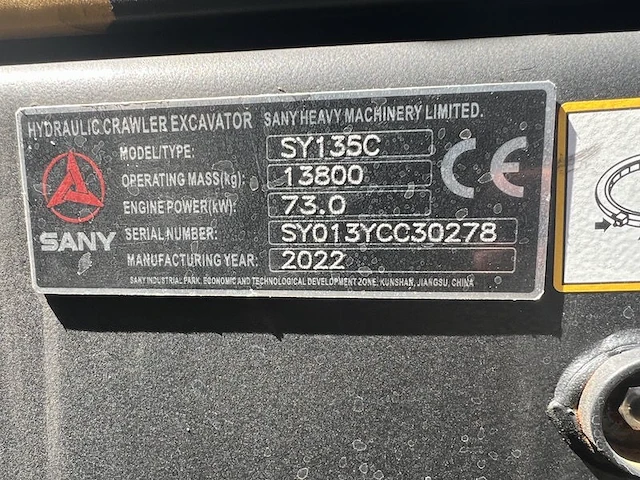 HYDRAULIC CRAWLER EXCAVATOR SANY HEAVY MACHINERY LIMITED.
MODEL/TYPE: SY135C
OPERATING MASS(kg): 13800
ENGINE POWER(kW): 73.0
SERIAL NUMBER: SY013YCC30278
MANUFACTURING YEAR: 2022
SANY
CE
SANY INDUSTRIAL PARK, ECONOMIC AND TECHNOLOGICAL DEVELOPMENT ZONE, KUNSHAN, JIANGSU, CHINA